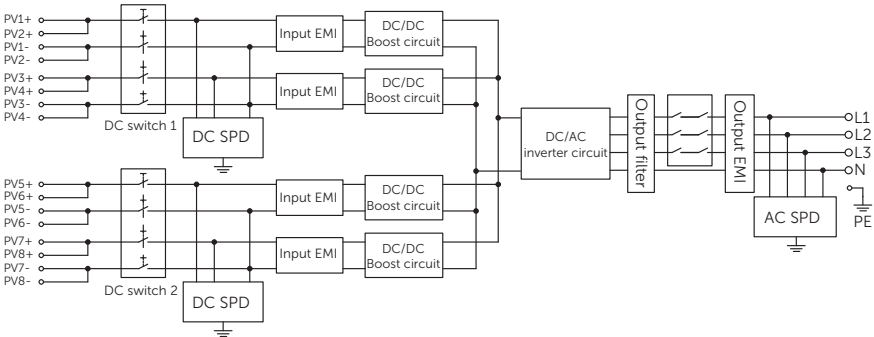 PV1+
PV2+
PV1-
PV2-
PV3+
PV4+
PV3-
PV4-
DC switch 1
DC SPD
Input EMI
DC/DC
Boost circuit
Input EMI
DC/DC
Boost circuit
PV5+
PV6+
PV5-
PV6-
PV7+
PV8+
PV7-
PV8-
DC switch 2
DC SPD
Input EMI
DC/DC
Boost circuit
Input EMI
DC/DC
Boost circuit
DC/AC
inverter circuit
Output filter
Output EMI
L1
L2
L3
N
PE
AC SPD